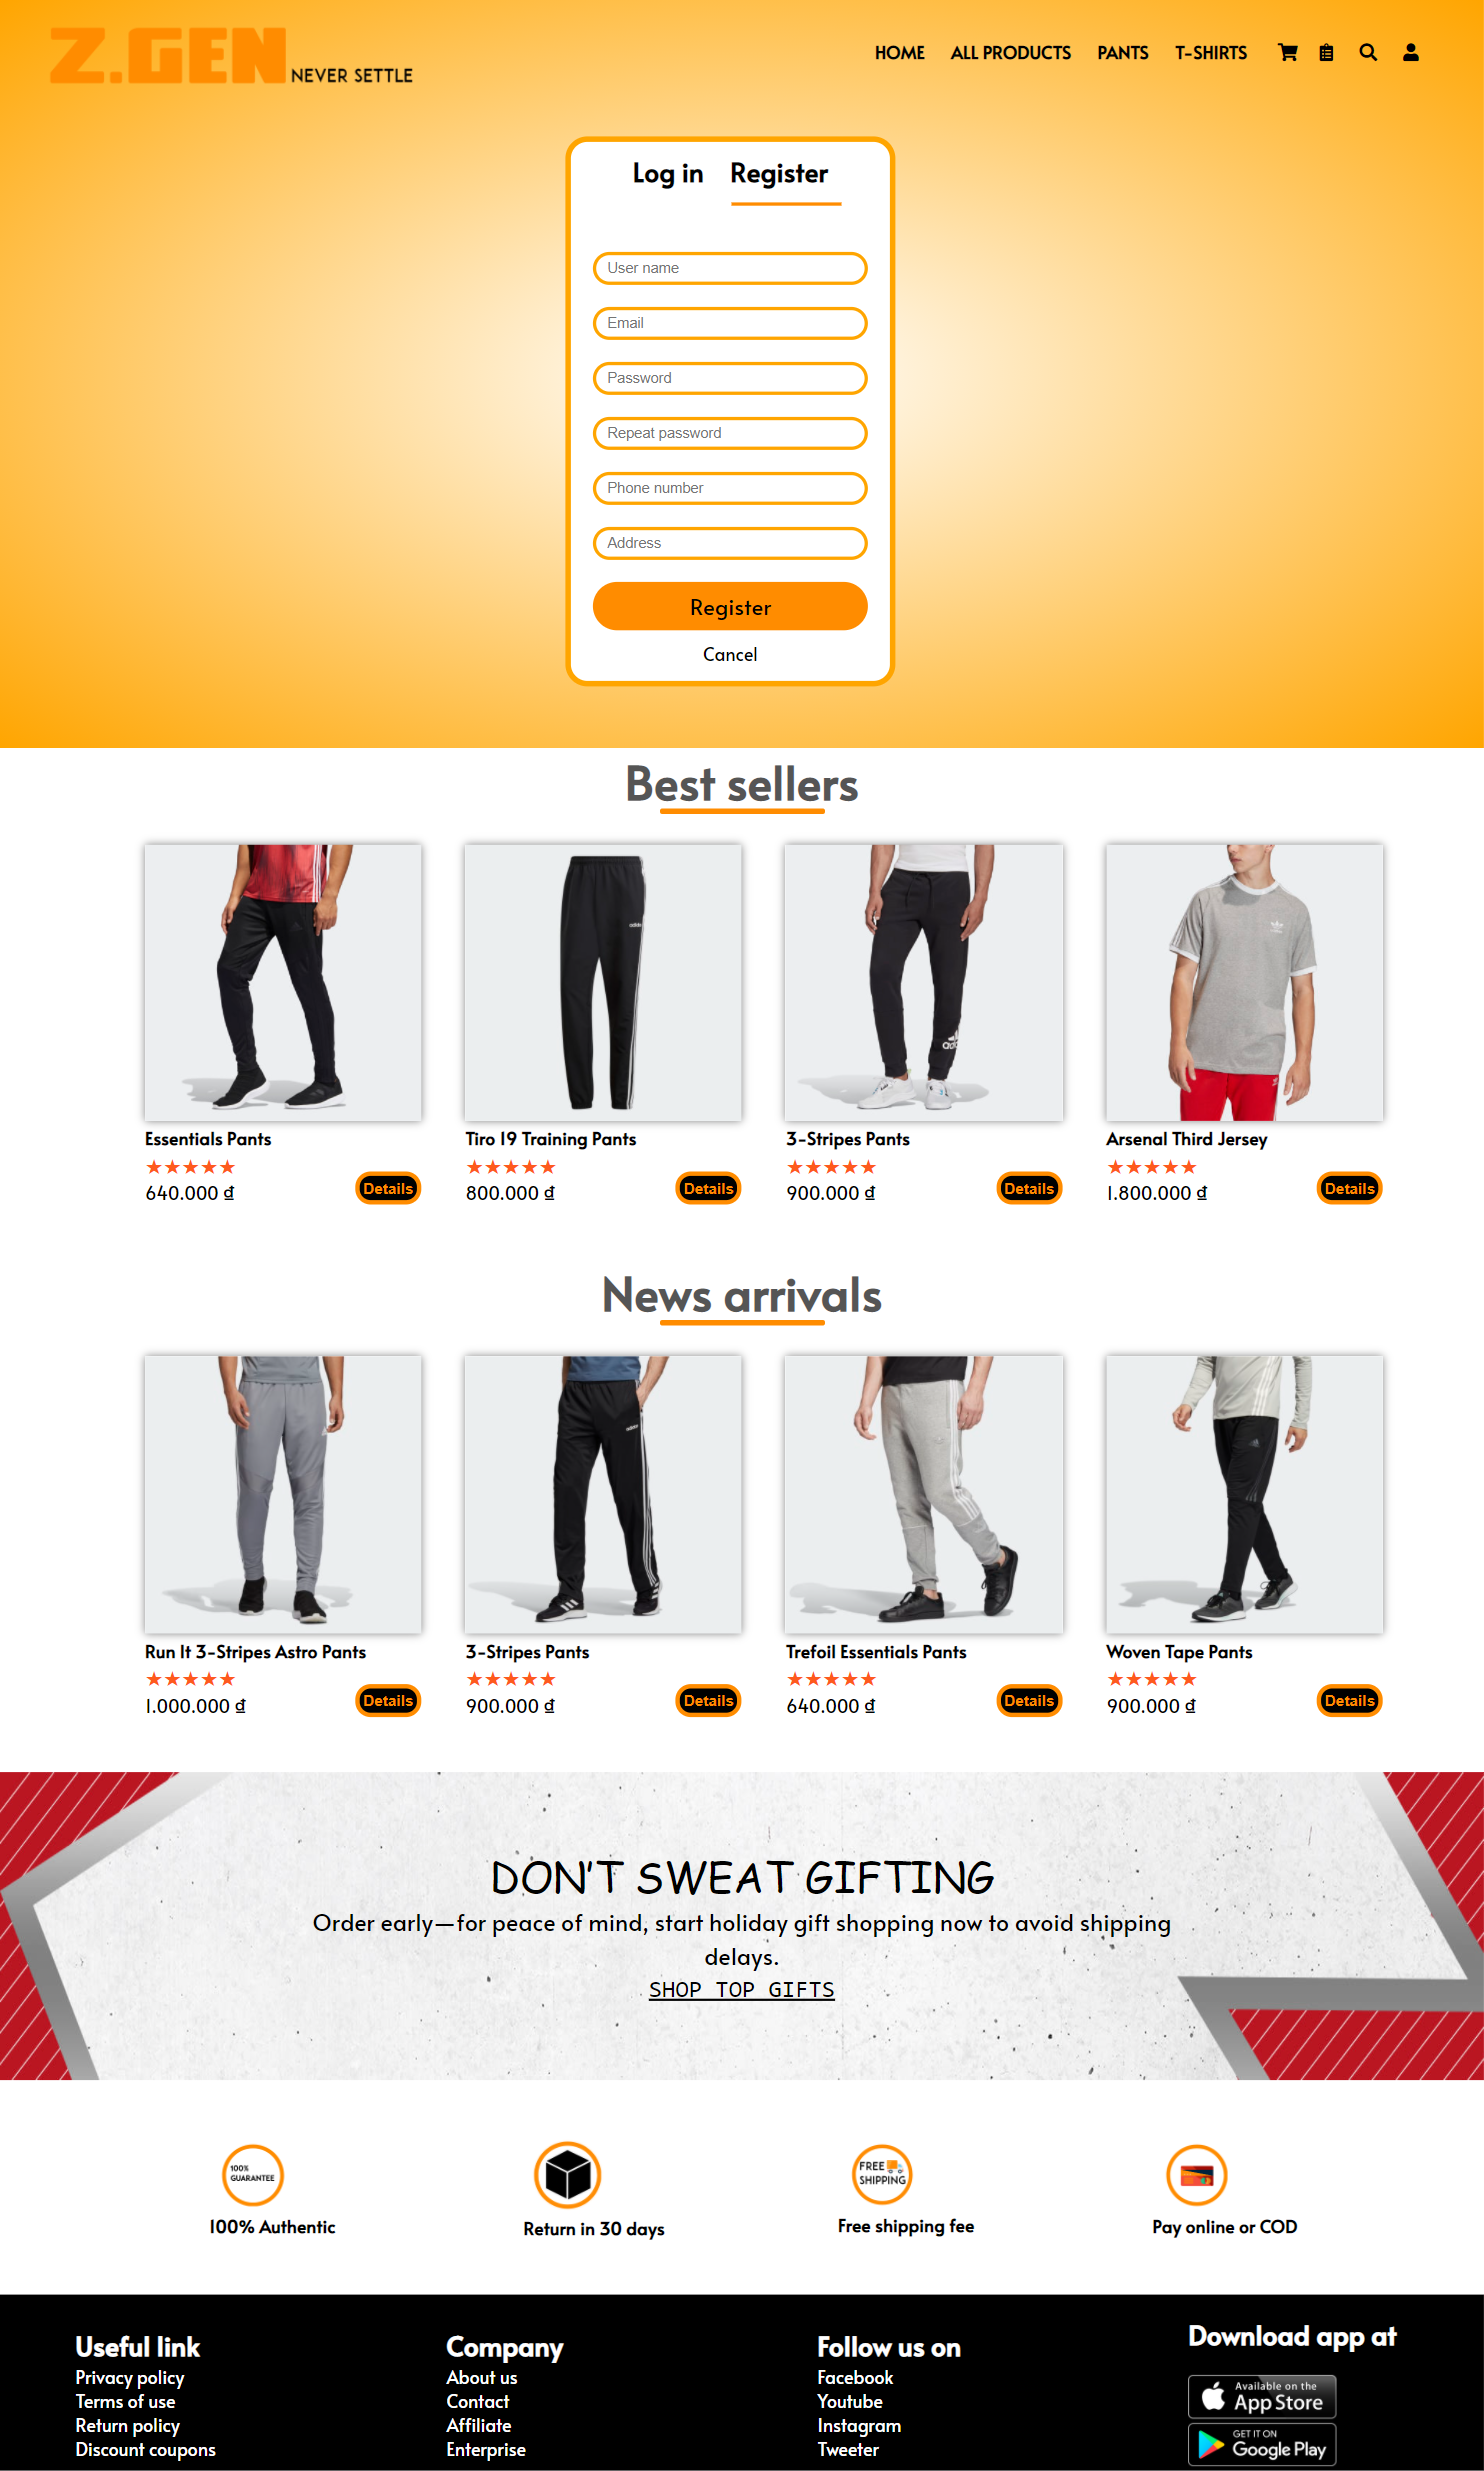 Z.GEN NEVER SETTLE
HOME ALL PRODUCTS PANTS T-SHIRTS
Log in Register
User name
Email
Password
Repeat password
Phone number
Address
Register
Cancel
Best sellers
adidas
Essentials Pants Tiro 19 Training Pants 3-Stripes Pants Arsenal Third Jersey
★★★★★ ★★★★★ ★★★★★ ★★★★★
640.000 ₫ Details 800.000 ₫ Details 900.000 ₫ Details 1.800.000 ₫ Details
News arrivals
adidas
Run It 3-Stripes Astro Pants 3-Stripes Pants Trefoil Essentials Pants Woven Tape Pants
★★★★★ ★★★★★ ★★★★★ ★★★★★
1.000.000 ₫ Details 900.000 ₫ Details 640.000 ₫ Details 900.000 ₫ Details
DON'T SWEAT GIFTING
Order early—for peace of mind, start holiday gift shopping now to avoid shipping
delays.
SHOP TOP GIFTS
100%
GUARANTEE
FREE
SHIPPING
100% Authentic Return in 30 days Free shipping fee Pay online or COD
Useful link
Privacy policy
Terms of use
Return policy
Discount coupons
Company
About us
Contact
Affiliate
Enterprise
Follow us on
Facebook
Youtube
Instagram
Tweeter
Download app at
Available on the
App Store
GET IT ON
Google Play